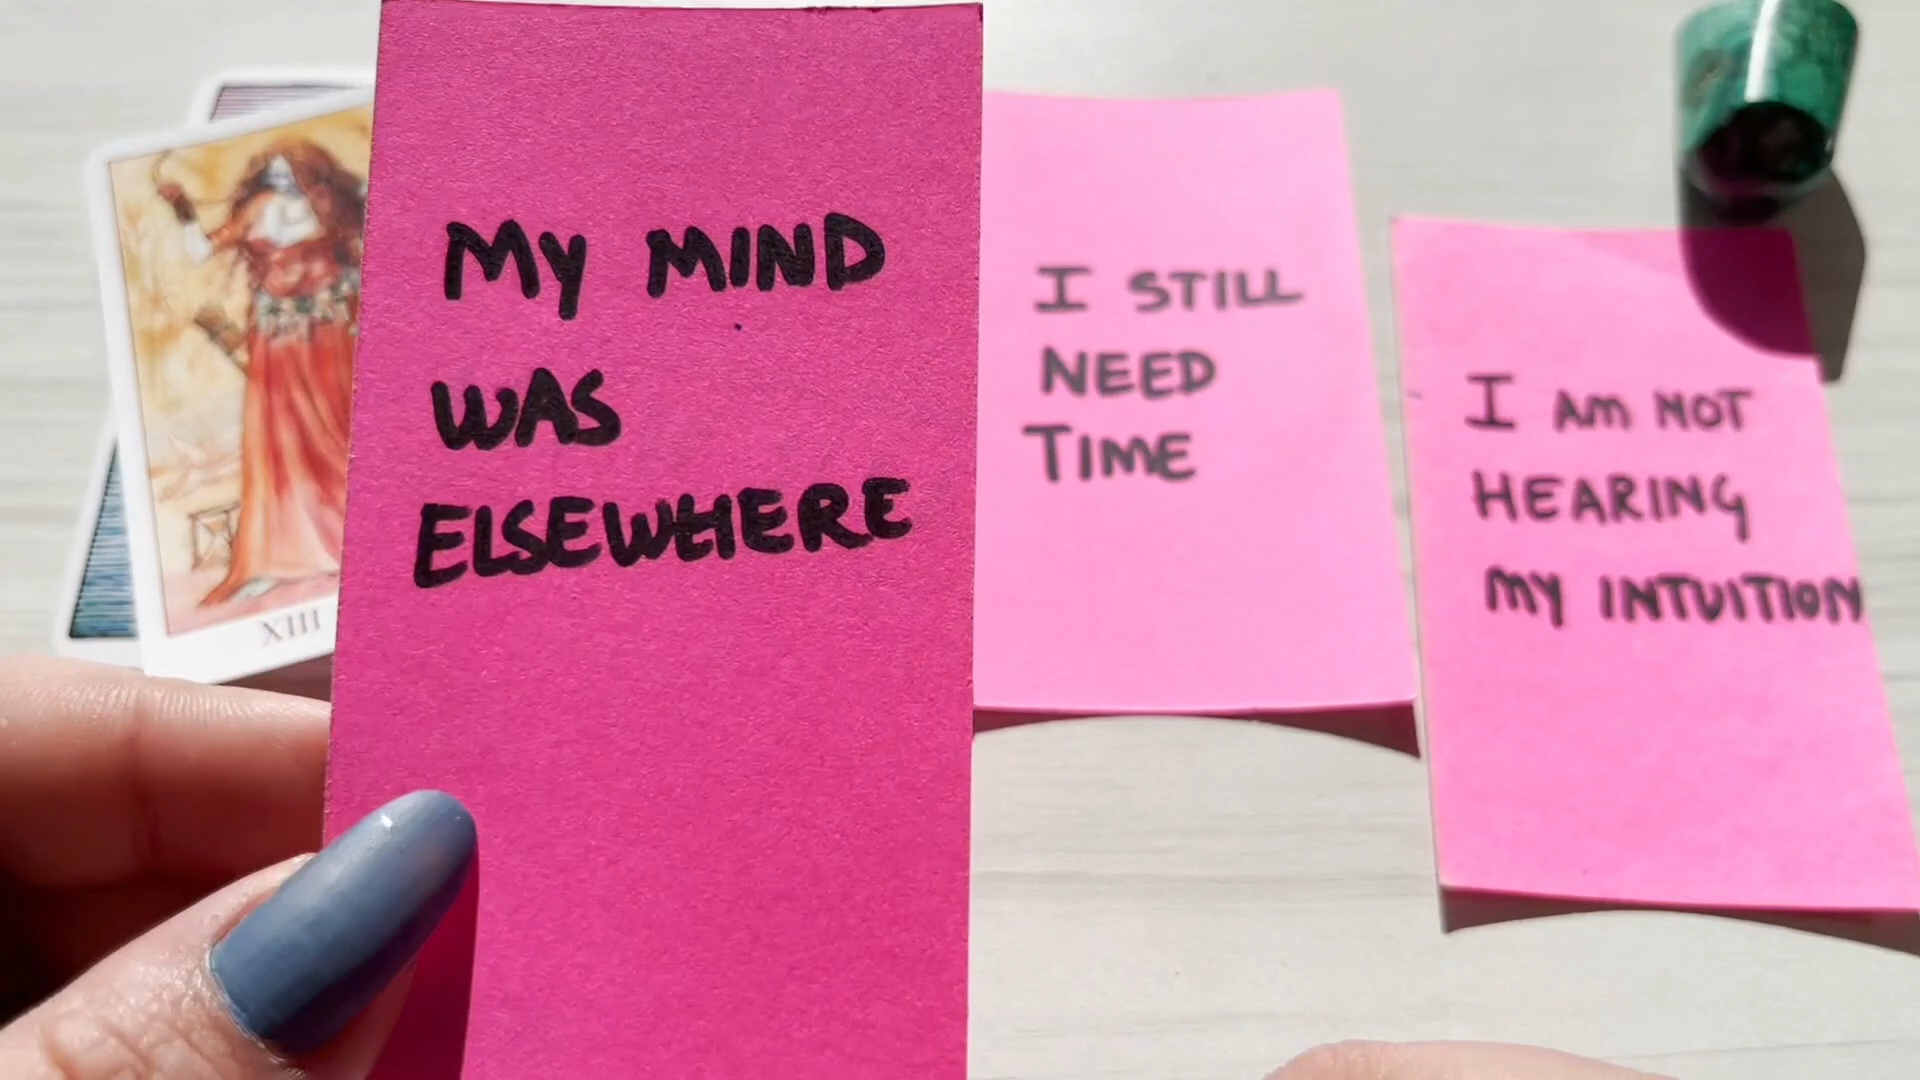 MY MIND
WAS
ELSEWHERE
I STILL
NEED
TIME
I AM NOT
HEARING
MY INTUITION
XIII